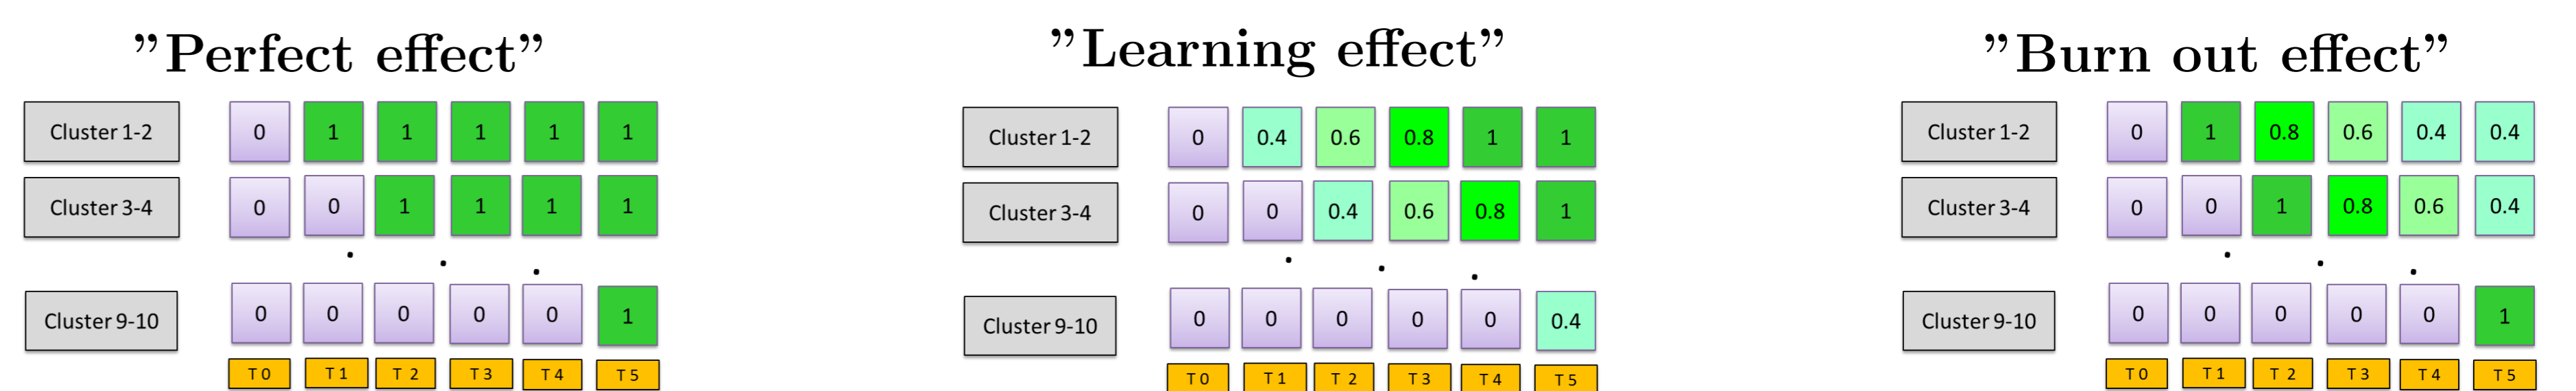 ”Perfect effect”
Cluster 1-2 0 1 1 1 1 1
Cluster 3-4 0 0 1 1 1 1
Cluster 9-10 0 0 0 0 0 1
T 0 T 1 T 2 T 3 T 4 T 5
”Learning effect”
Cluster 1-2 0 0.4 0.6 0.8 1 1
Cluster 3-4 0 0 0.4 0.6 0.8 1
Cluster 9-10 0 0 0 0 0 0.4
T 0 T 1 T 2 T 3 T 4 T 5
”Burn out effect”
Cluster 1-2 0 1 0.8 0.6 0.4 0.4
Cluster 3-4 0 0 1 0.8 0.6 0.4
Cluster 9-10 0 0 0 0 0 1
T 0 T 1 T 2 T 3 T 4 T 5